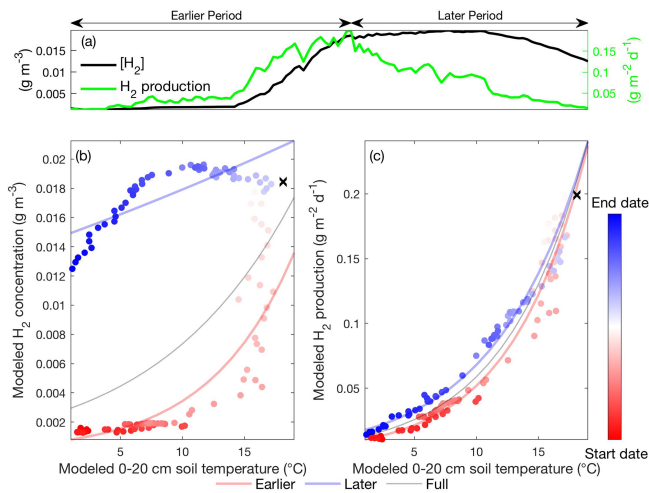 Earlier Period Later Period
(a)
[H2]
H2 production
(g m-3)
0.015
0.01
0.005
0.15
0.1
0.05
(g m-2 d-1)
(b)
Modeled H2 concentration (g m-3)
0.02
0.018
0.016
0.014
0.012
0.01
0.008
0.006
0.004
0.002
5 10 15
Modeled 0-20 cm soil temperature (°C)
(c)
Modeled H2 production (g m-2 d-1)
0.2
0.15
0.1
0.05
5 10 15
Modeled 0-20 cm soil temperature (°C)
End date
Start date
Earlier Later Full